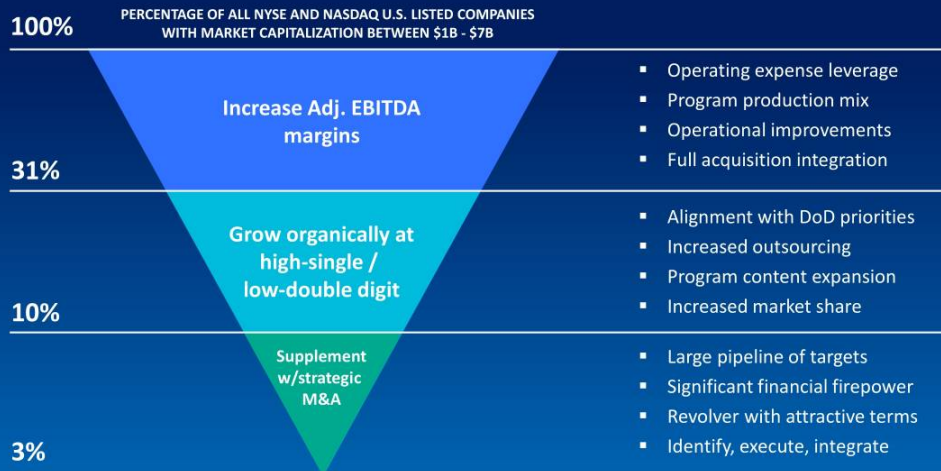 100%
PERCENTAGE OF ALL NYSE AND NASDAQ U.S. LISTED COMPANIES
WITH MARKET CAPITALIZATION BETWEEN $1B - $7B
Increase Adj. EBITDA
margins
▪ Operating expense leverage
▪ Program production mix
▪ Operational improvements
▪ Full acquisition integration
31%
Grow organically at
high-single /
low-double digit
▪ Alignment with DoD priorities
▪ Increased outsourcing
▪ Program content expansion
▪ Increased market share
10%
Supplement
w/strategic
M&A
▪ Large pipeline of targets
▪ Significant financial firepower
▪ Revolver with attractive terms
▪ Identify, execute, integrate
3%